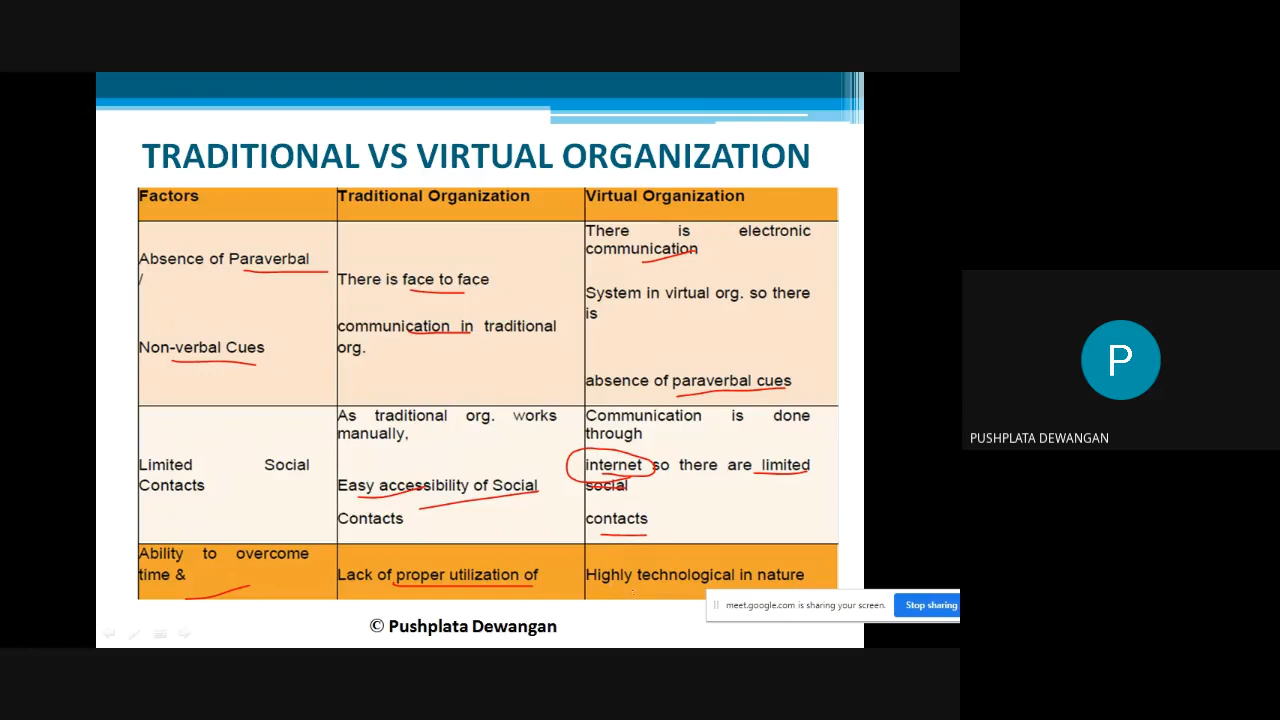 TRADITIONAL VS VIRTUAL ORGANIZATION
Factors
Traditional Organization
Virtual Organization
Absence of Paraverbal
/
Non-verbal Cues
There is face to face
communication in traditional
org.
There is electronic
communication
System in virtual org. so there
is
absence of paraverbal cues
Limited Social
Contacts
As traditional org. works
manually,
Easy accessibility of Social
Contacts
Communication is done
through
internet so there are limited
social
contacts
Ability to overcome
time &
Lack of proper utilization of
Highly technological in nature
© Pushplata Dewangan
meet.google.com is sharing your screen.
Stop sharing
P
PUSHPLATA DEWANGAN